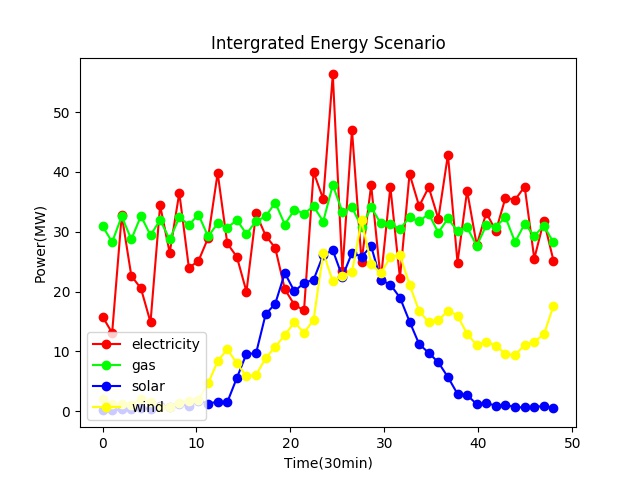 Intergrated Energy Scenario
Power(MW)
50
40
30
20
10
0
electricity
gas
solar
wind
0 10 20 30 40 50
Time(30min)